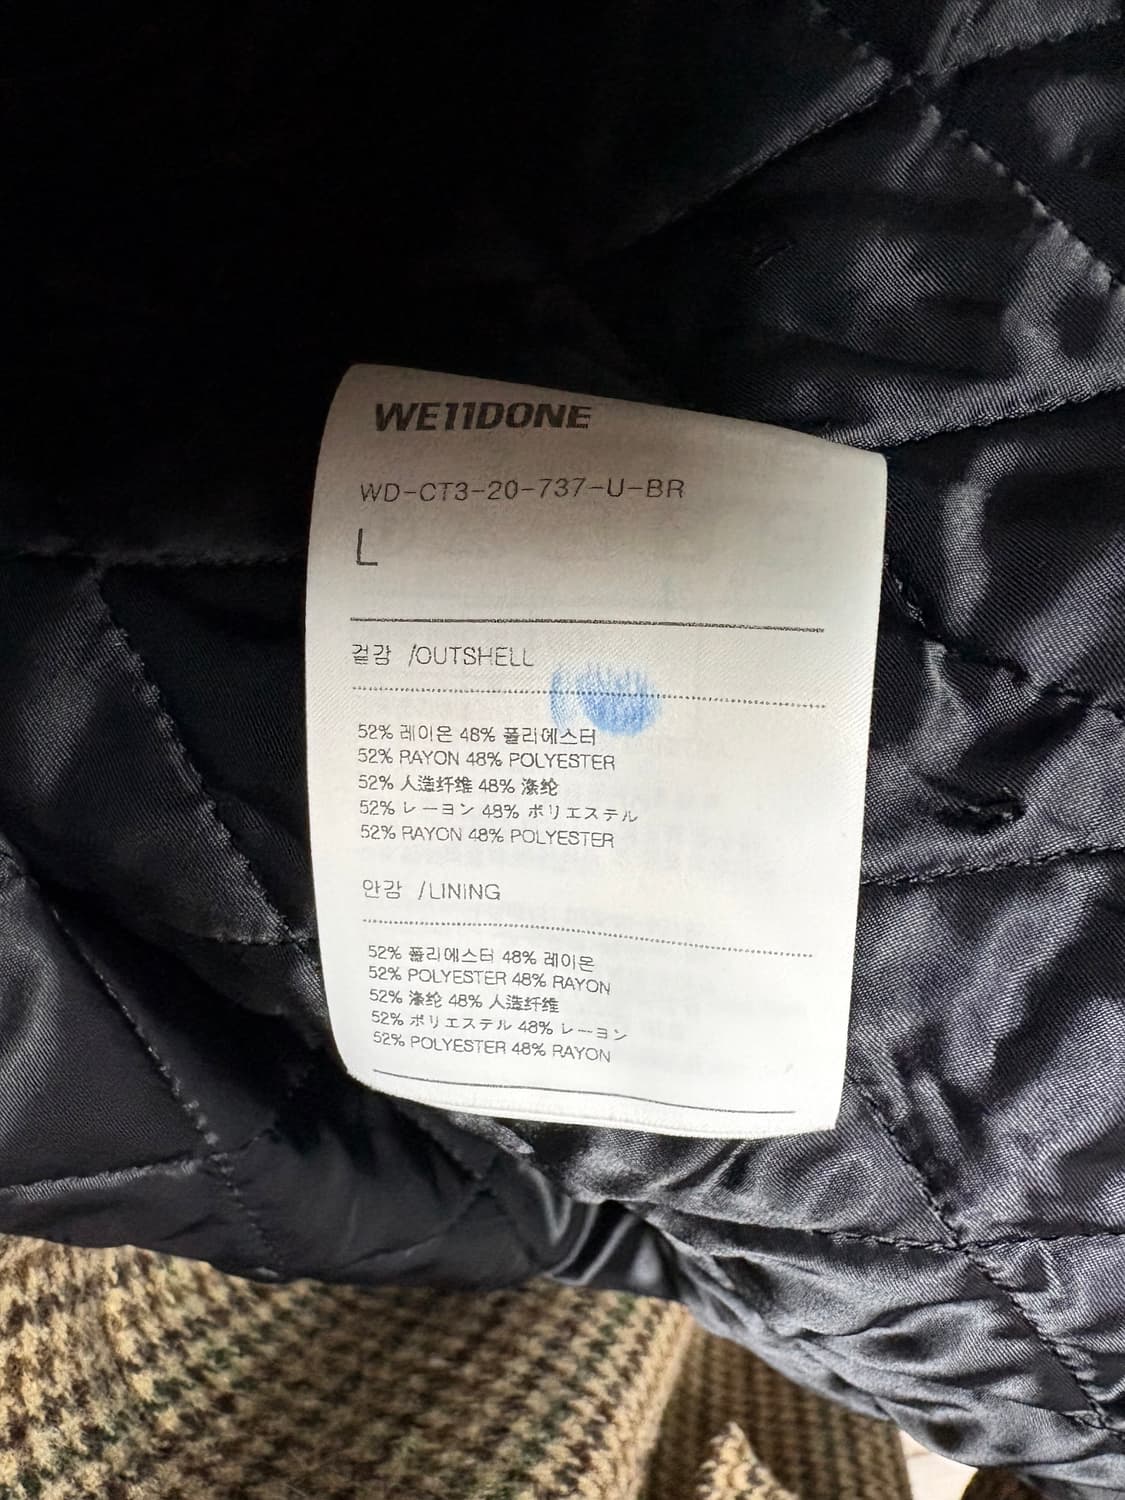 WE11DONE
WD-CT3-20-737-U-BR
L
겉감 /OUTSHELL
52% 레이온 48% 폴리에스터
52% RAYON 48% POLYESTER
52% 人造纤维 48% 涤纶
52% レーヨン 48% ポリエステル
52% RAYON 48% POLYESTER
안감 /LINING
52% 폴리에스터 48% 레이온
52% POLYESTER 48% RAYON
52% 涤纶 48% 人造纤维
52% ポリエステル 48% レーヨン
52% POLYESTER 48% RAYON